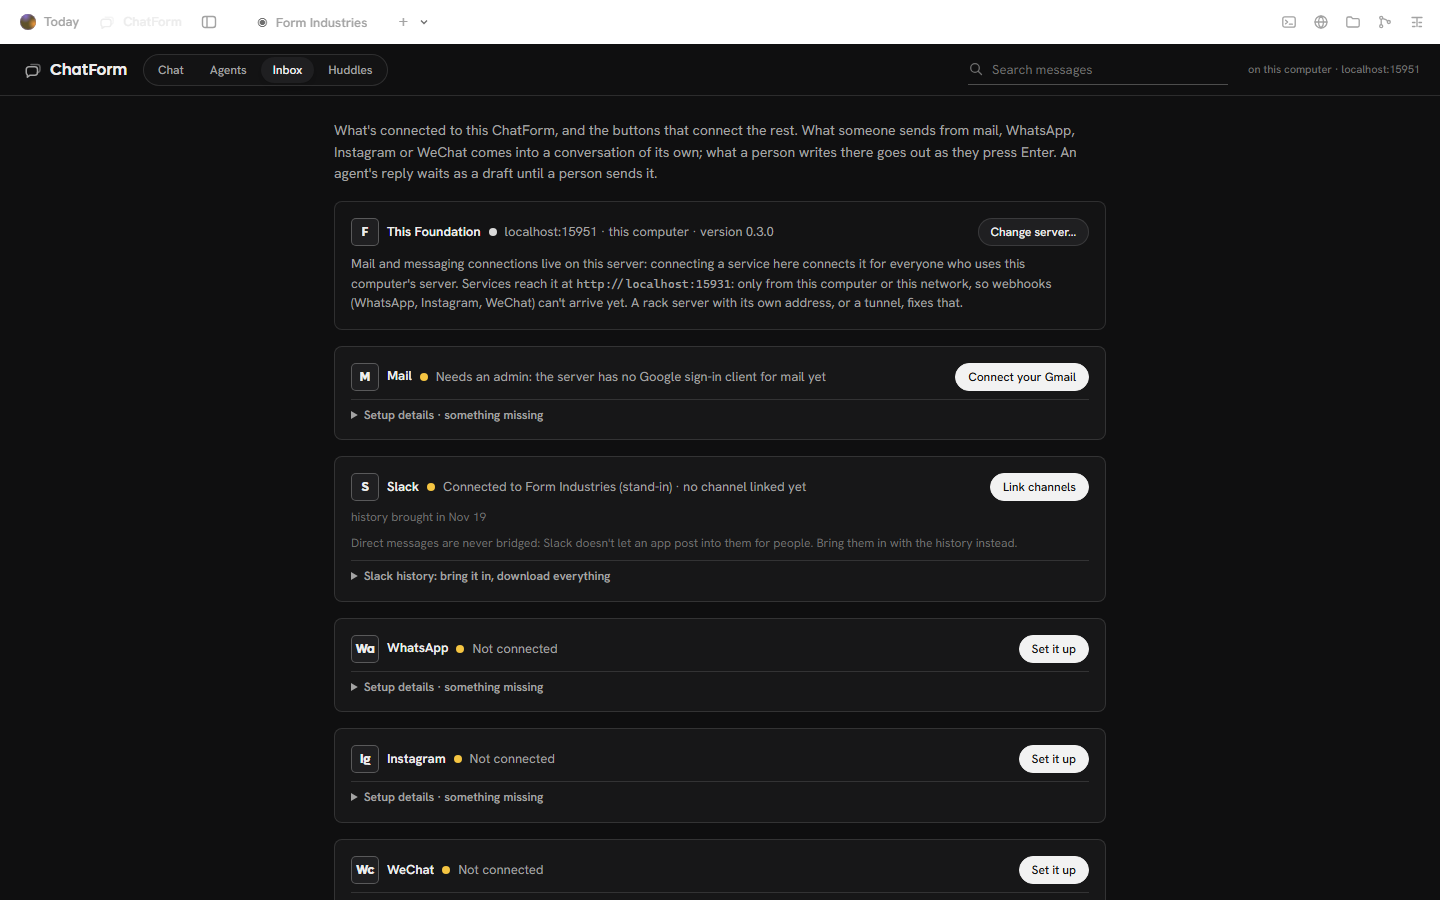 Today
ChatForm
Form Industries
ChatForm
Chat
Agents
Inbox
Huddles
Search messages
on this computer · localhost:15951
What's connected to this ChatForm, and the buttons that connect the rest. What someone sends from mail, WhatsApp,
Instagram or WeChat comes into a conversation of its own; what a person writes there goes out as they press Enter. An
agent's reply waits as a draft until a person sends it.
F
This Foundation
localhost:15951 · this computer · version 0.3.0
Change server...
Mail and messaging connections live on this server: connecting a service here connects it for everyone who uses this
computer's server. Services reach it at http://localhost:15931: only from this computer or this network, so webhooks
(WhatsApp, Instagram, WeChat) can't arrive yet. A rack server with its own address, or a tunnel, fixes that.
M
Mail
Needs an admin: the server has no Google sign-in client for mail yet
Connect your Gmail
Setup details · something missing
S
Slack
Connected to Form Industries (stand-in) · no channel linked yet
Link channels
history brought in Nov 19
Direct messages are never bridged: Slack doesn't let an app post into them for people. Bring them in with the history instead.
Slack history: bring it in, download everything
Wa
WhatsApp
Not connected
Set it up
Setup details · something missing
Ig
Instagram
Not connected
Set it up
Setup details · something missing
Wc
WeChat
Not connected
Set it up